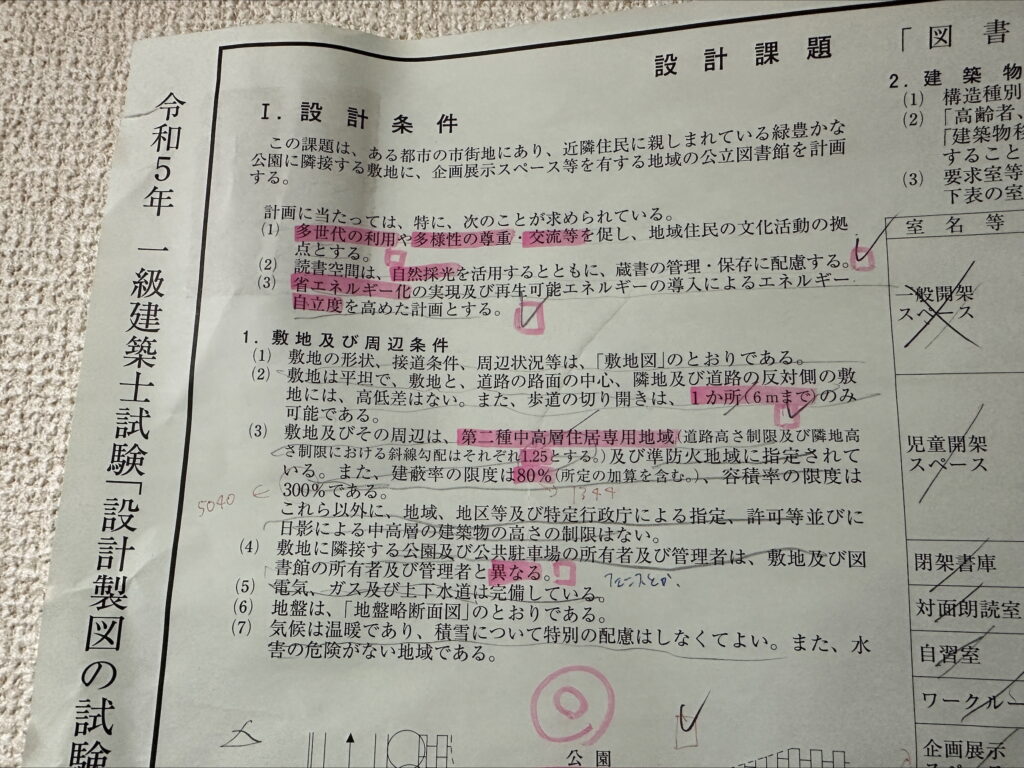 令和5年 一級建築士試験「設計製図の試験
設計課題 「図書
I. 設計条件
この課題は、ある都市の市街地にあり、近隣住民に親しまれている緑豊かな
公園に隣接する敷地に、企画展示スペース等を有する地域の公立図書館を計画
する。
計画に当たっては、特に、次のことが求められている。
(1) 多世代の利用や多様性の尊重・交流等を促し、地域住民の文化活動の拠
点とする。
(2) 読書空間は、自然採光を活用するとともに、蔵書の管理・保存に配慮する。
(3) 省エネルギー化の実現及び再生可能エネルギーの導入によるエネルギー
自立度を高めた計画とする。
1. 敷地及び周辺条件
(1) 敷地の形状、接道条件、周辺状況等は、「敷地図」のとおりである。
(2) 敷地は平坦で、敷地と、道路の路面の中心、隣地及び道路の反対側の敷
地には、高低差はない。また、歩道の切り開きは、1か所(6mまで)のみ
可能である。
(3) 敷地及びその周辺は、第二種中高層住居専用地域(道路高さ制限及び隣地高
さ制限における斜線勾配はそれぞれ1.25とする。)及び準防火地域に指定されて
いる。また、建蔽率の限度は80%(所定の加算を含む。)、容積率の限度は
300%である。
5040
1344
これら以外に、地域、地区等及び特定行政庁による指定、許可等並びに
日影による中高層の建築物の高さの制限はない。
(4) 敷地に隣接する公園及び公共駐車場の所有者及び管理者は、敷地及び図
書館の所有者及び管理者と異なる。
フェンスとか、
(5) 電気、ガス及び上下水道は完備している。
(6) 地盤は、「地盤略断面図」のとおりである。
(7) 気候は温暖であり、積雪について特別の配慮はしなくてよい。また、水
害の危険がない地域である。
公園
2. 建築物
(1) 構造種別
(2) 「高齢者、
「建築物移
すること
(3) 要求室等
下表の室
室名等
一般開架
スペース
児童開架
スペース
閉架書庫
対面朗読室
自習室
ワークルー
企画展示